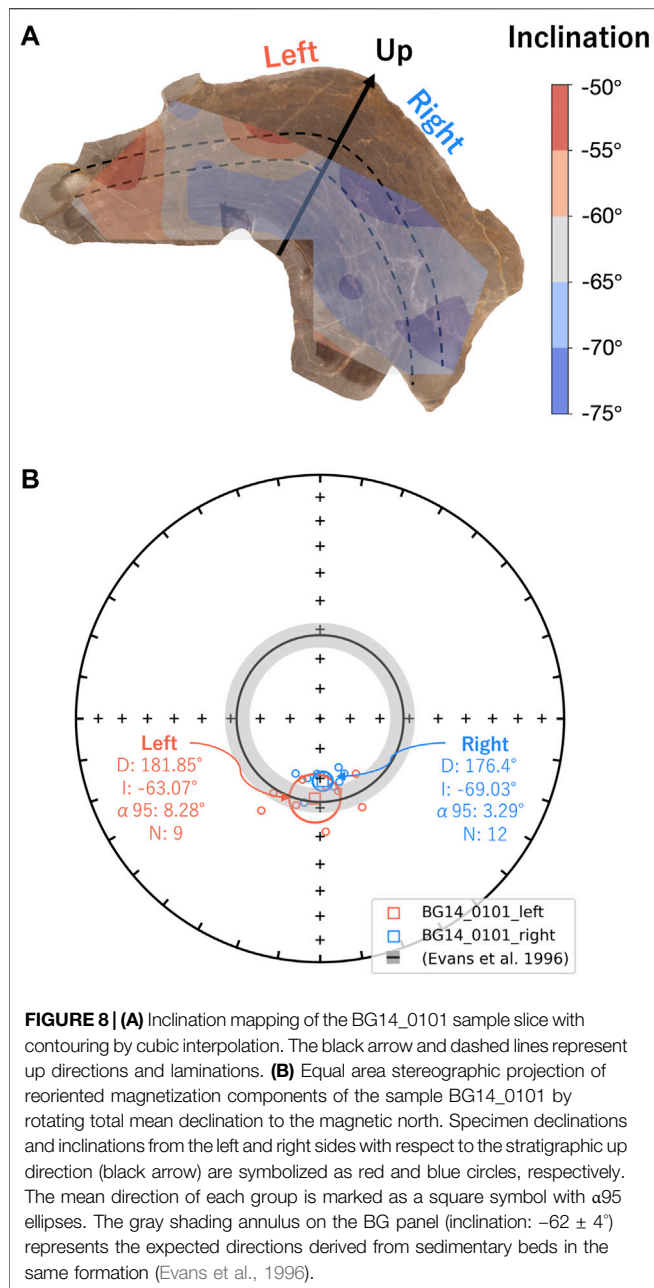 A
Left
Up
Right
Inclination
-50°
-55°
-60°
-65°
-70°
-75°
B
Left
D: 181.85°
I: -63.07°
α 95: 8.28°
N: 9
Right
D: 176.4°
I: -69.03°
α 95: 3.29°
N: 12
BG14_0101_left
BG14_0101_right
(Evans et al. 1996)
FIGURE 8 | (A) Inclination mapping of the BG14_0101 sample slice with
contouring by cubic interpolation. The black arrow and dashed lines represent
up directions and laminations. (B) Equal area stereographic projection of
reoriented magnetization components of the sample BG14_0101 by
rotating total mean declination to the magnetic north. Specimen declinations
and inclinations from the left and right sides with respect to the stratigraphic up
direction (black arrow) are symbolized as red and blue circles, respectively.
The mean direction of each group is marked as a square symbol with α95
ellipses. The gray shading annulus on the BG panel (inclination: −62 ± 4°)
represents the expected directions derived from sedimentary beds in the
same formation (Evans et al., 1996).